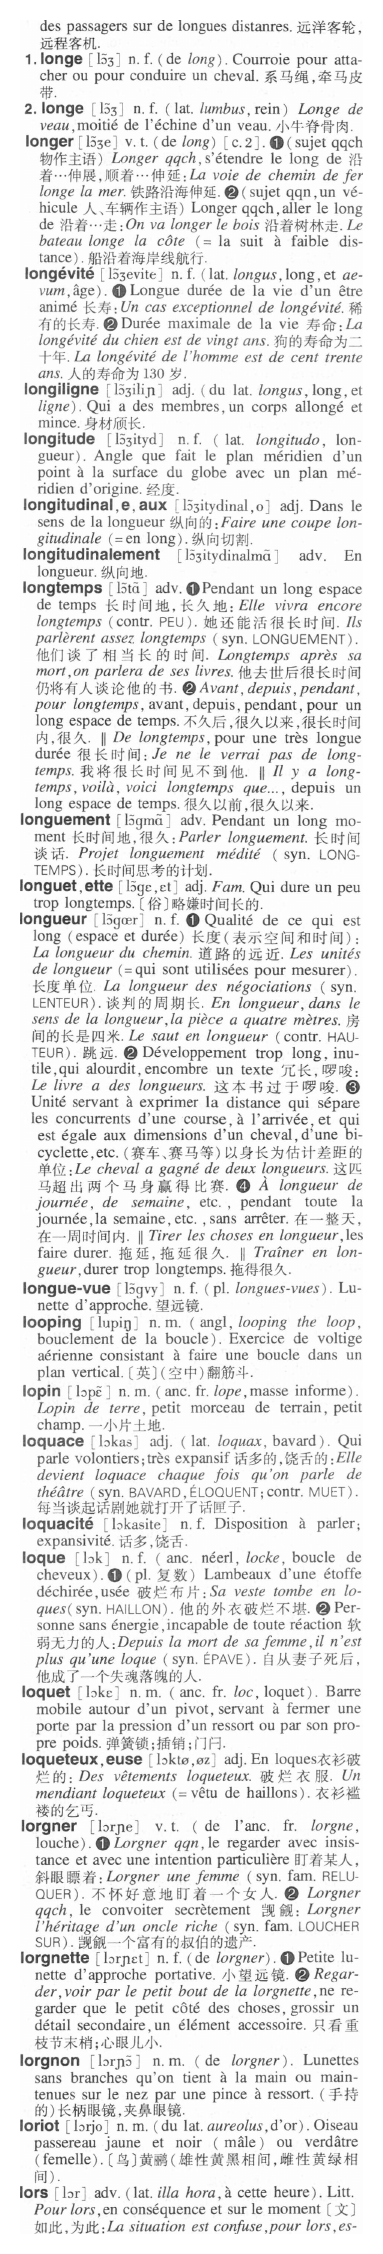 des passagers sur de longues distanres. 远洋客轮,
远程客机.
1. longe [lɔ̃ʒ] n. f. (de long). Courroie pour atta-
cher ou pour conduire un cheval. 系马绳,牵马皮
带.
2. longe [lɔ̃ʒ] n. f. (lat. lumbus, rein) Longe de
veau, moitié de l'échine d'un veau. 小牛脊骨肉.
longer [lɔ̃ʒe] v. t. (de long) [c. 2]. ❶ (sujet qqch
物作主语) Longer qqch, s'étendre le long de 沿
着…伸展,顺着…伸延: La voie de chemin de fer
longe la mer. 铁路沿海伸延. ❷ (sujet qqn, un vé-
hicule 人、车辆作主语) Longer qqch, aller le long
de 沿着…走: On va longer le bois 沿着树林走. Le
bateau longe la côte (= la suit à faible dis-
tance). 船沿着海岸线航行.
longévité [lɔ̃ʒevite] n. f. (lat. longus, long, et ae-
vum, âge). ❶ Longue durée de la vie d'un être
animé 长寿: Un cas exceptionnel de longévité. 稀
有的长寿. ❷ Durée maximale de la vie 寿命: La
longévité du chien est de vingt ans. 狗的寿命为二
十年. La longévité de l'homme est de cent trente
ans. 人的寿命为 130 岁.
longiligne [lɔ̃ʒiliɲ] adj. (du lat. longus, long, et
ligne). Qui a des membres, un corps allongé et
mince. 身材颀长.
longitude [lɔ̃ʒityd] n. f. (lat. longitudo, lon-
gueur). Angle que fait le plan méridien d'un
point à la surface du globe avec un plan mé-
ridien d'origine. 经度.
longitudinal, e, aux [lɔ̃ʒitydinal, o] adj. Dans le
sens de la longueur 纵向的: Faire une coupe lon-
gitudinale (= en long). 纵向切割.
longitudinalement [lɔ̃ʒitydinalmɑ̃] adv. En
longueur. 纵向地.
longtemps [lɔ̃tɑ̃] adv. ❶ Pendant un long espace
de temps 长时间地,长久地: Elle vivra encore
longtemps (contr. PEU). 她还能活很长时间. Ils
parlèrent assez longtemps (syn. LONGUEMENT).
他们谈了相当长的时间. Longtemps après sa
mort, on parlera de ses livres. 他去世后很长时间
仍将有人谈论他的书. ❷ Avant, depuis, pendant,
pour longtemps, avant, depuis, pendant, pour un
long espace de temps. 不久后,很久以来,很长时间
内,很久. ‖ De longtemps, pour une très longue
durée 很长时间: Je ne le verrai pas de long-
temps. 我将很长时间见不到他. ‖ Il y a long-
temps, voilà, voici longtemps que..., depuis un
long espace de temps. 很久以前,很久以来.
longuement [lɔ̃gmɑ̃] adv. Pendant un long mo-
ment 长时间地,很久: Parler longuement. 长时间
谈话. Projet longuement médité (syn. LONG-
TEMPS). 长时间思考的计划.
longuet, ette [lɔ̃gɛ, ɛt] adj. Fam. Qui dure un peu
trop longtemps. [俗]略嫌时间长的.
longueur [lɔ̃gœr] n. f. ❶ Qualité de ce qui est
long (espace et durée) 长度(表示空间和时间):
La longueur du chemin. 道路的远近. Les unités
de longueur (= qui sont utilisées pour mesurer).
长度单位. La longueur des négociations (syn.
LENTEUR). 谈判的周期长. En longueur, dans le
sens de la longueur, la pièce a quatre mètres. 房
间的长是四米. Le saut en longueur (contr. HAU-
TEUR). 跳远. ❷ Développement trop long, inu-
tile, qui alourdit, encombre un texte 冗长,啰唆:
Le livre a des longueurs. 这本书过于啰唆. ❸
Unité servant à exprimer la distance qui sépare
les concurrents d'une course, à l'arrivée, et qui
est égale aux dimensions d'un cheval, d'une bi-
cyclette, etc. (赛车、赛马等)以身长为估计差距的
单位: Le cheval a gagné de deux longueurs. 这匹
马超出两个马身赢得比赛. ❹ À longueur de
journée, de semaine, etc., pendant toute la
journée, la semaine, etc., sans arrêter. 在一整天,
在一周时间内. ‖ Tirer les choses en longueur, les
faire durer. 拖延,拖延很久. ‖ Traîner en lon-
gueur, durer trop longtemps. 拖得很久.
longue-vue [lɔ̃gvy] n. f. (pl. longues-vues). Lu-
nette d'approche. 望远镜.
looping [lupiŋ] n. m. (angl, looping the loop,
bouclement de la boucle). Exercice de voltige
aérienne consistant à faire une boucle dans un
plan vertical. [英](空中)翻筋斗.
lopin [lɔpɛ̃] n. m. (anc. fr. lope, masse informe).
Lopin de terre, petit morceau de terrain, petit
champ. 一小片土地.
loquace [lɔkas] adj. (lat. loquax, bavard). Qui
parle volontiers; très expansif 话多的,饶舌的: Elle
devient loquace chaque fois qu'on parle de
théâtre (syn. BAVARD, ÉLOQUENT; contr. MUET).
每当谈起话剧她就打开了话匣子.
loquacité [lɔkasite] n. f. Disposition à parler;
expansivité. 话多,饶舌.
loque [lɔk] n. f. (anc. néerl, locke, boucle de
cheveux). ❶ (pl. 复数) Lambeaux d'une étoffe
déchirée, usée 破烂布片: Sa veste tombe en lo-
ques (syn. HAILLON). 他的外衣破烂不堪. ❷ Per-
sonne sans énergie, incapable de toute réaction 软
弱无力的人: Depuis la mort de sa femme, il n'est
plus qu'une loque (syn. ÉPAVE). 自从妻子死后,
他成了一个失魂落魄的人.
loquet [lɔkɛ] n. m. (anc. fr. loc, loquet). Barre
mobile autour d'un pivot, servant à fermer une
porte par la pression d'un ressort ou par son pro-
pre poids. 弹簧锁;插销;门闩.
loqueteux, euse [lɔktø, øz] adj. En loques 衣衫破
烂的: Des vêtements loqueteux. 破烂衣服. Un
mendiant loqueteux (= vêtu de haillons). 衣衫褴
褛的乞丐.
lorgner [lɔrɲe] v. t. (de l'anc. fr. lorgne,
louche). ❶ Lorgner qqn, le regarder avec insis-
tance et avec une intention particulière 盯着某人,
斜眼瞟着: Lorgner une femme (syn. fam. RELU-
QUER). 不怀好意地盯着一个女人. ❷ Lorgner
qqch, le convoiter secrètement 觊觎: Lorgner
l'héritage d'un oncle riche (syn. fam. LOUCHER
SUR). 觊觎一个富有的叔伯的遗产.
lorgnette [lɔrɲɛt] n. f. (de lorgner). ❶ Petite lu-
nette d'approche portative. 小望远镜. ❷ Regar-
der, voir par le petit bout de la lorgnette, ne re-
garder que le petit côté des choses, grossir un
détail secondaire, un élément accessoire. 只看重
枝节末梢;心眼儿小.
lorgnon [lɔrɲɔ̃] n. m. (de lorgner). Lunettes
sans branches qu'on tient à la main ou main-
tenues sur le nez par une pince à ressort. (手持
的)长柄眼镜,夹鼻眼镜.
loriot [lɔrjo] n. m. (du lat. aureolus, d'or). Oiseau
passereau jaune et noir (mâle) ou verdâtre
(femelle). [鸟]黄鹂(雄性黄黑相间,雌性黄绿相
间).
lors [lɔr] adv. (lat. illa hora, à cette heure). Litt.
Pour lors, en conséquence et sur le moment [文]
如此,为此: La situation est confuse, pour lors, es-